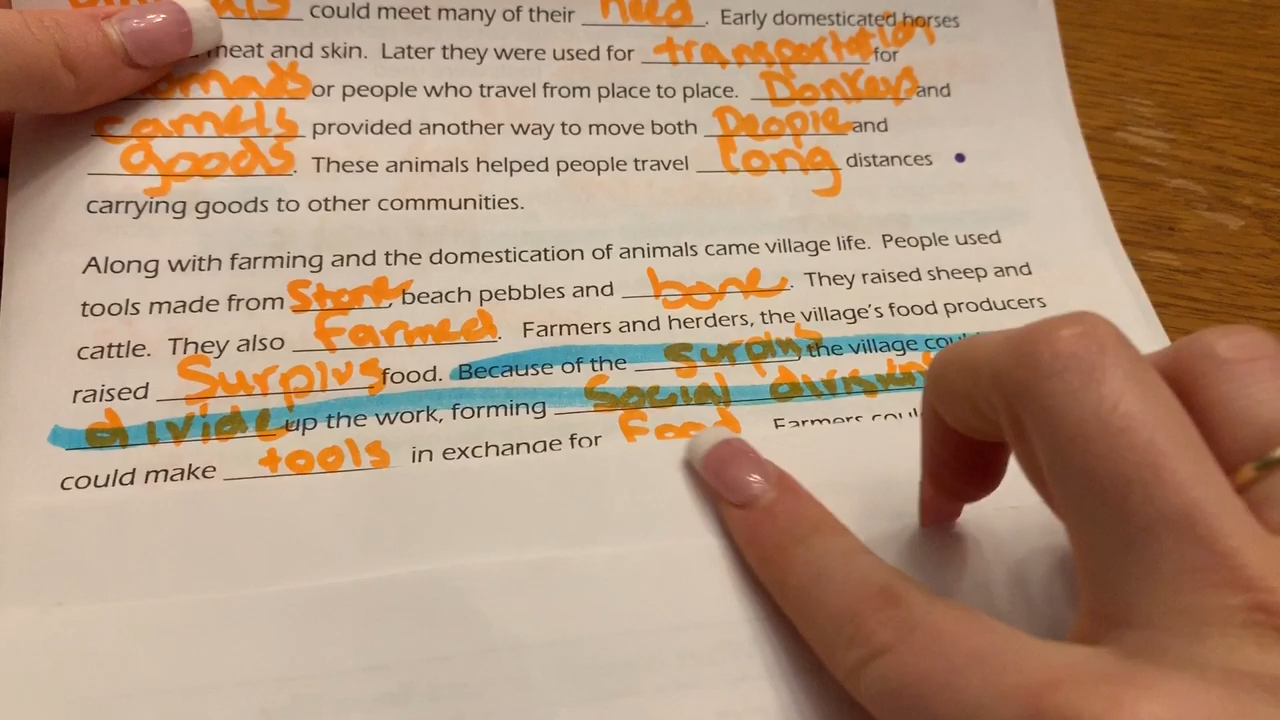 could meet many of their need. Early domesticated horses
meat and skin. Later they were used for transportation for
or people who travel from place to place. Donkeys and
camels provided another way to move both People and
goods. These animals helped people travel long distances
carrying goods to other communities.
Along with farming and the domestication of animals came village life. People used
tools made from Stone, beach pebbles and bone. They raised sheep and
cattle. They also Farmed. Farmers and herders, the village's food producers
raised Surplus food. Because of the Surplus, the village
divide up the work, forming Social
could make tools in exchange for Food Farmers